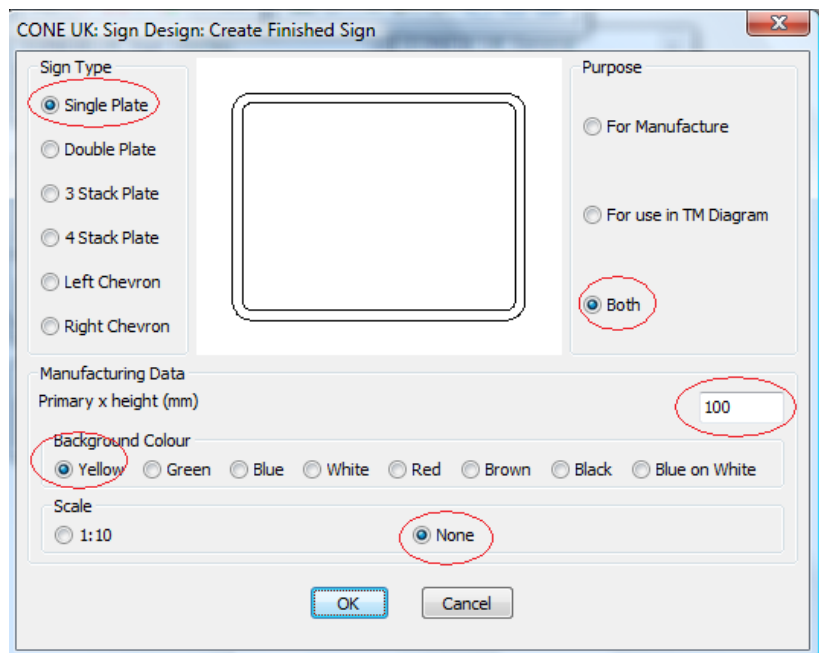 CONE UK: Sign Design: Create Finished Sign
Sign Type
Single Plate
Double Plate
3 Stack Plate
4 Stack Plate
Left Chevron
Right Chevron
Purpose
For Manufacture
For use in TM Diagram
Both
Manufacturing Data
Primary x height (mm)
100
Background Colour
Yellow Green Blue White Red Brown Black Blue on White
Scale
1:10 None
OK Cancel